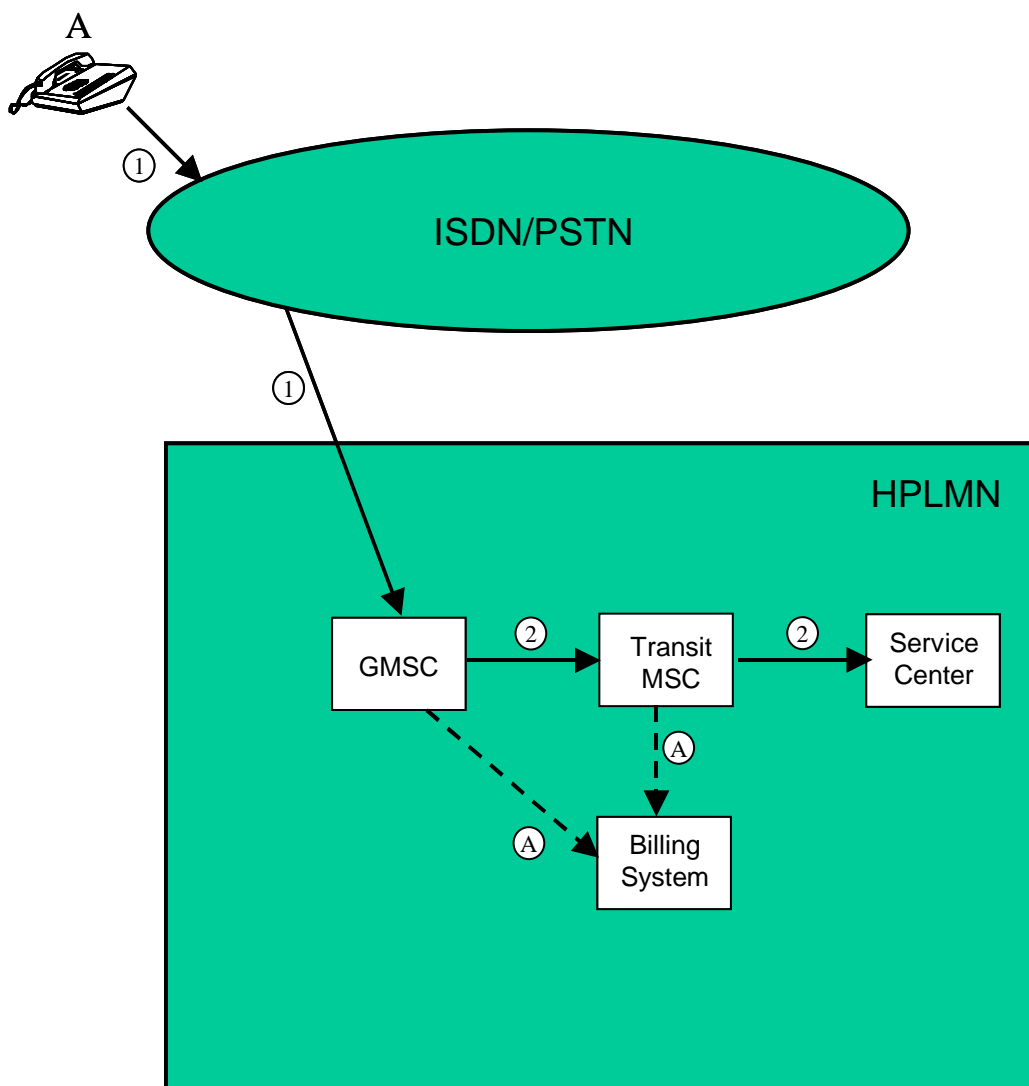 A
1
ISDN/PSTN
1
HPLMN
GMSC
2
Transit
MSC
2
Service
Center
A
A
Billing
System